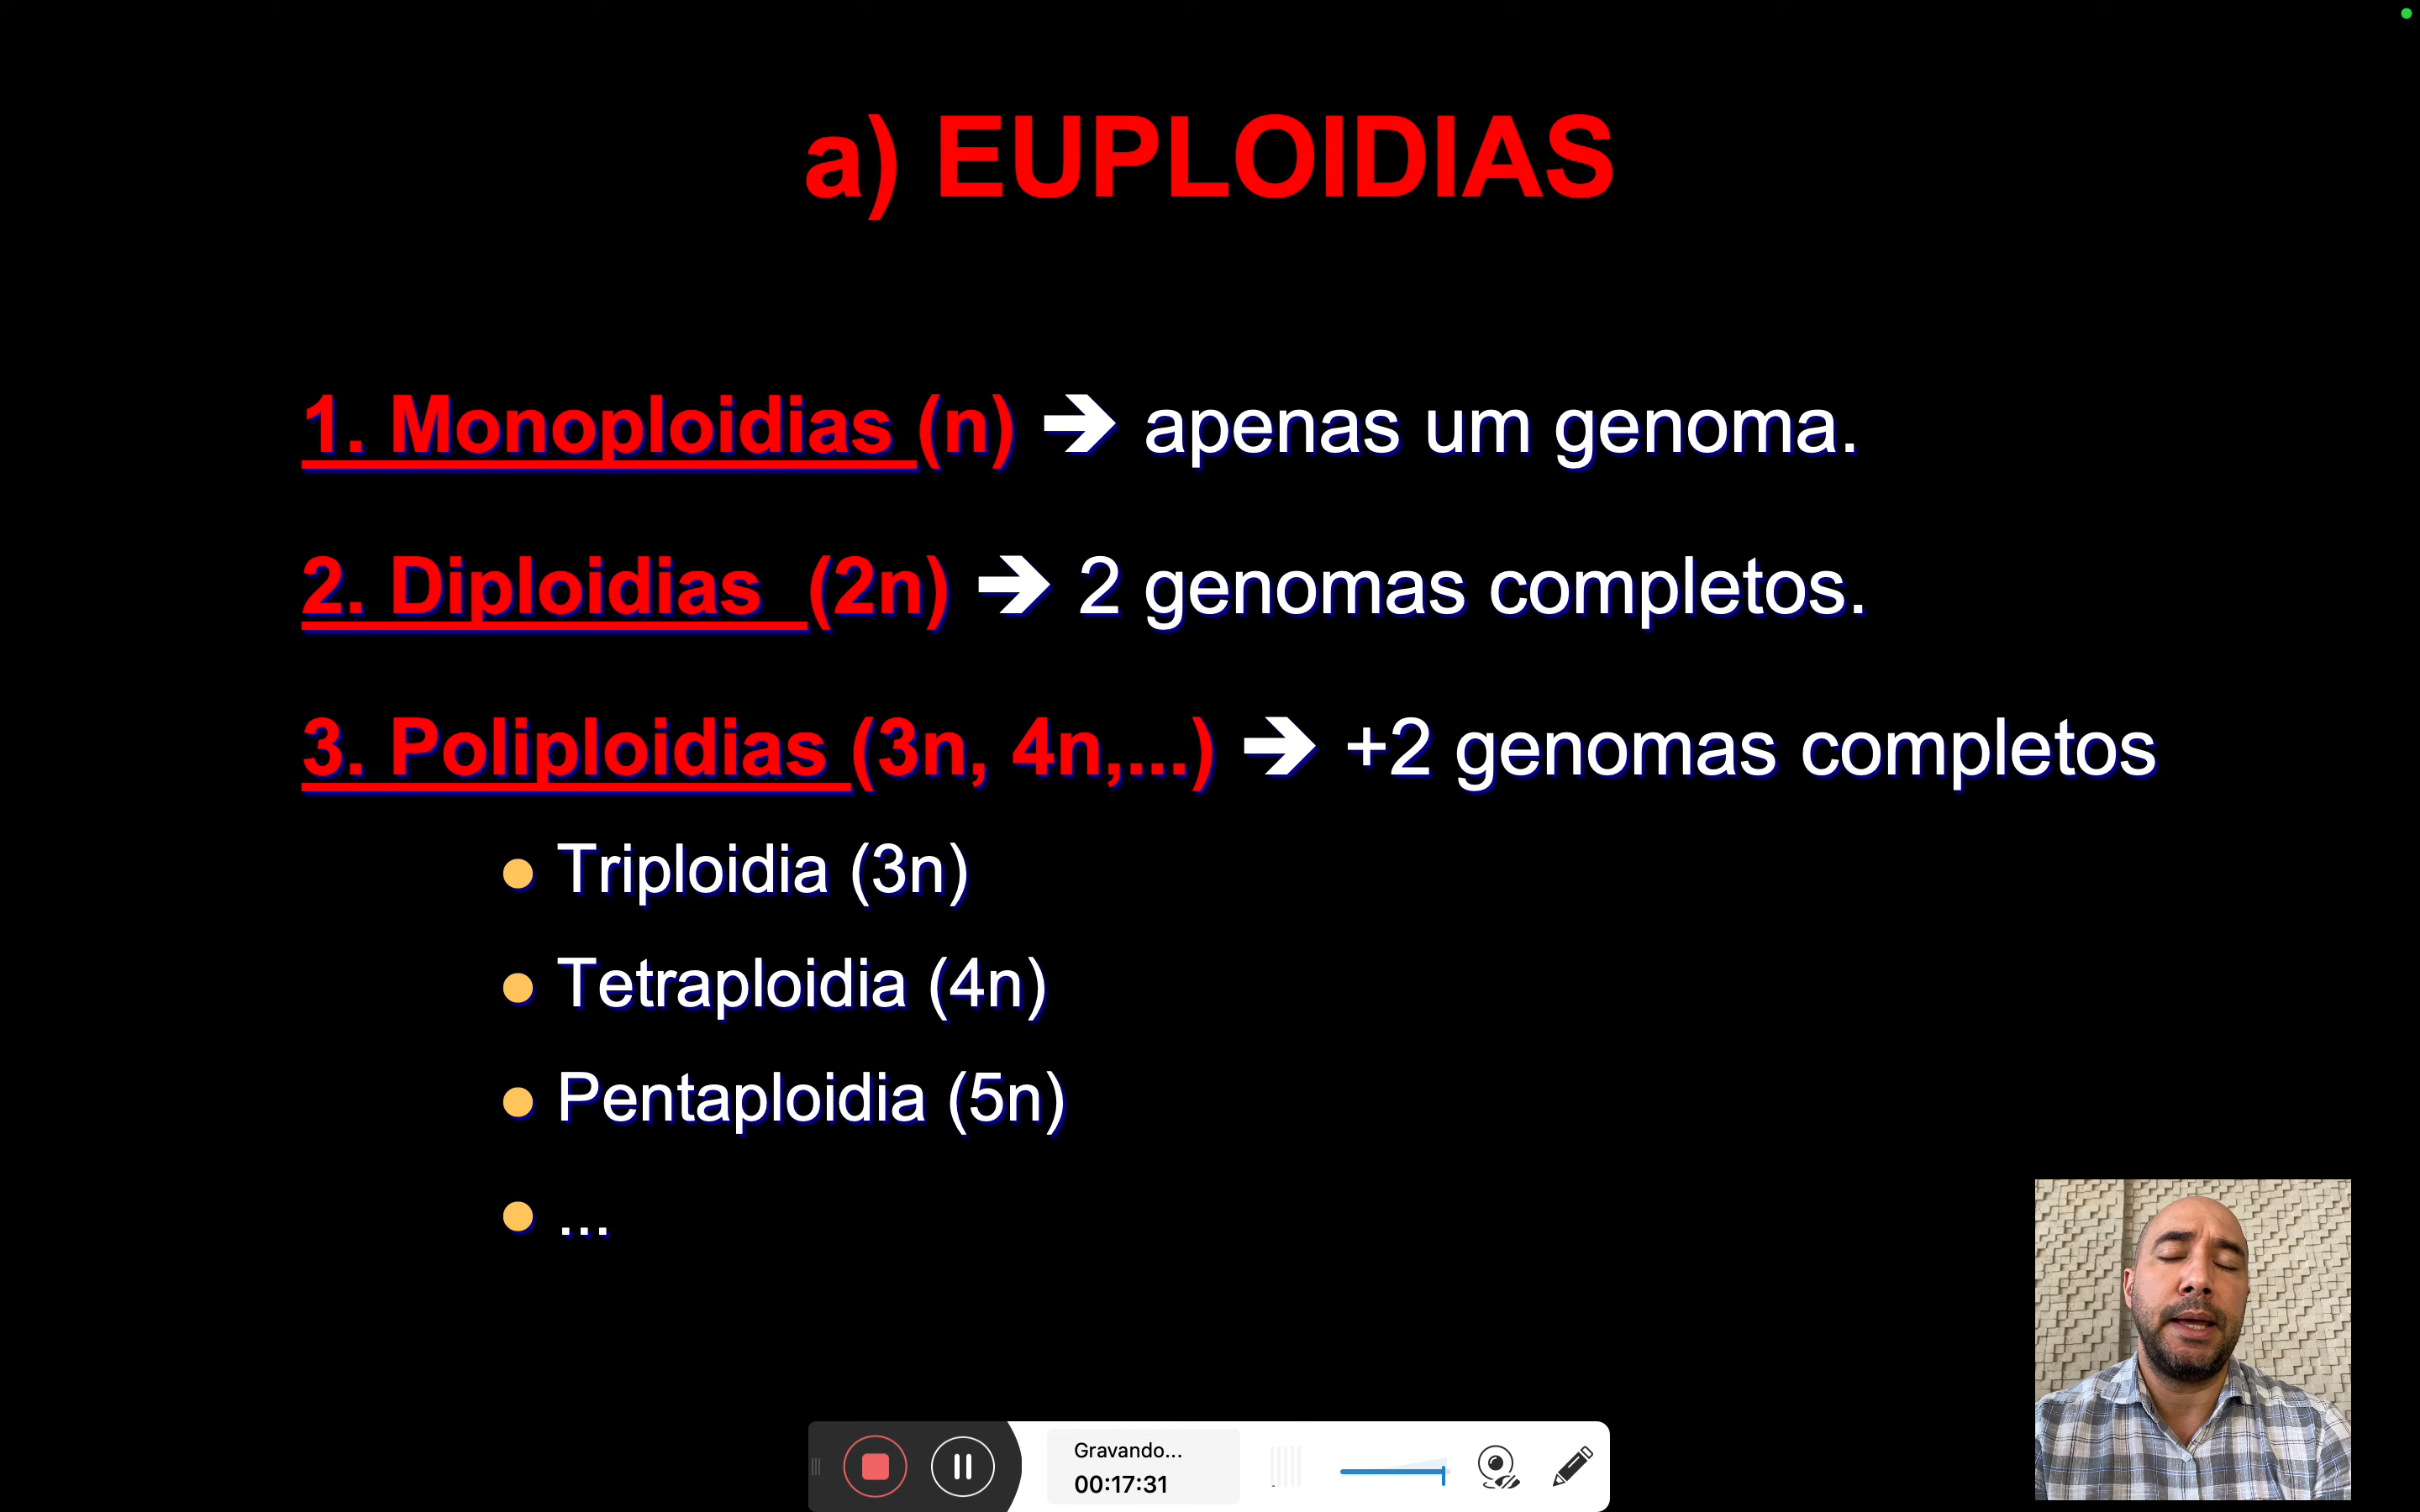 a) EUPLOIDIAS
1. Monoploidias (n) ➔ apenas um genoma.
2. Diploidias (2n) ➔ 2 genomas completos.
3. Poliploidias (3n, 4n,...) ➔ +2 genomas completos
● Triploidia (3n)
● Tetraploidia (4n)
● Pentaploidia (5n)
● ...
Gravando...
00:17:31